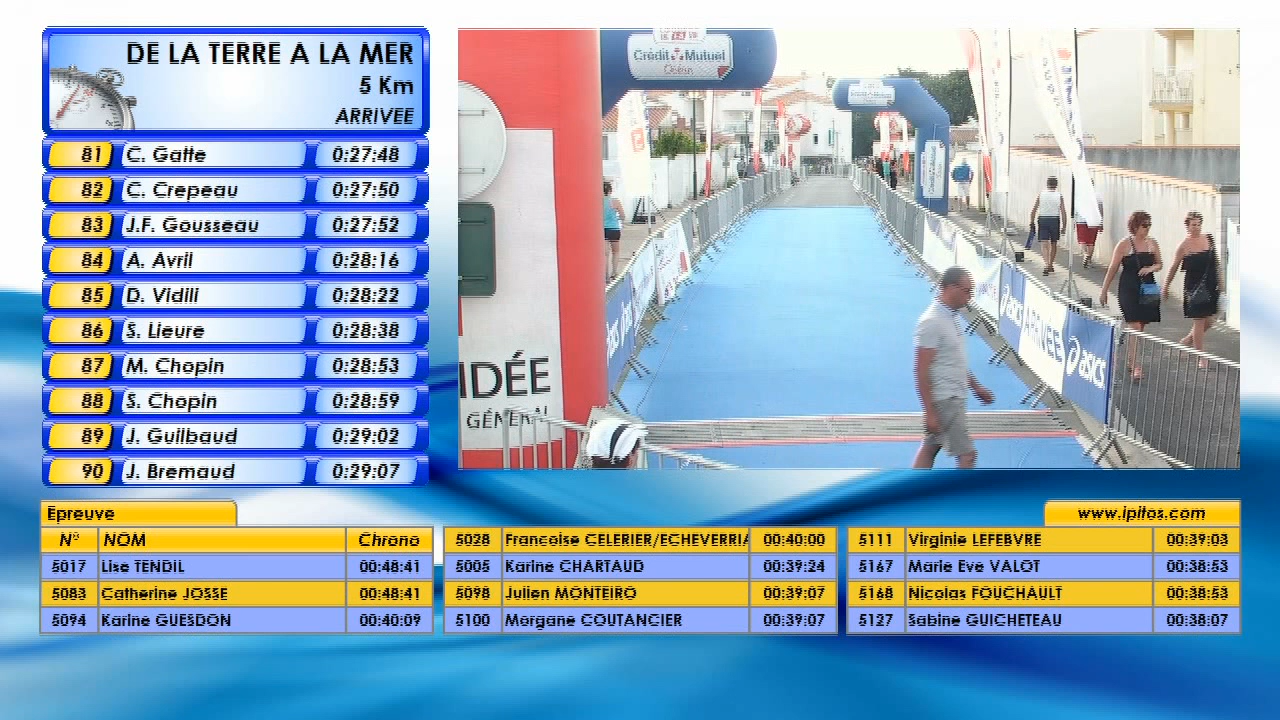 DE LA TERRE A LA MER
5 Km
ARRIVEE
81 C. Gatte 0:27:48
82 C. Crepeau 0:27:50
83 J.F. Gousseau 0:27:52
84 A. Avril 0:28:16
85 D. Vidili 0:28:22
86 S. Lieure 0:28:38
87 M. Chopin 0:28:53
88 S. Chopin 0:28:59
89 J. Guilbaud 0:29:02
90 J. Bremaud 0:29:07
Crédit Mutuel
Océan
Crédit Mutuel
IDÉE
GÉNÉRAL
asics
ARRIVEE
asics
Epreuve
www.ipitos.com
N° NOM Chrono
5017 Lise TENDIL 00:48:41
5083 Catherine JOSSE 00:48:41
5094 Karine GUESDON 00:40:09
5028 Francoise CELERIER/ECHEVERRIA 00:40:00
5005 Karine CHARTAUD 00:39:24
5098 Julien MONTEIRO 00:39:07
5100 Morgane COUTANCIER 00:39:07
5111 Virginie LEFEBVRE 00:39:03
5167 Marie Eve VALOT 00:38:53
5168 Nicolas FOUCHAULT 00:38:53
5127 Sabine GUICHETEAU 00:38:07